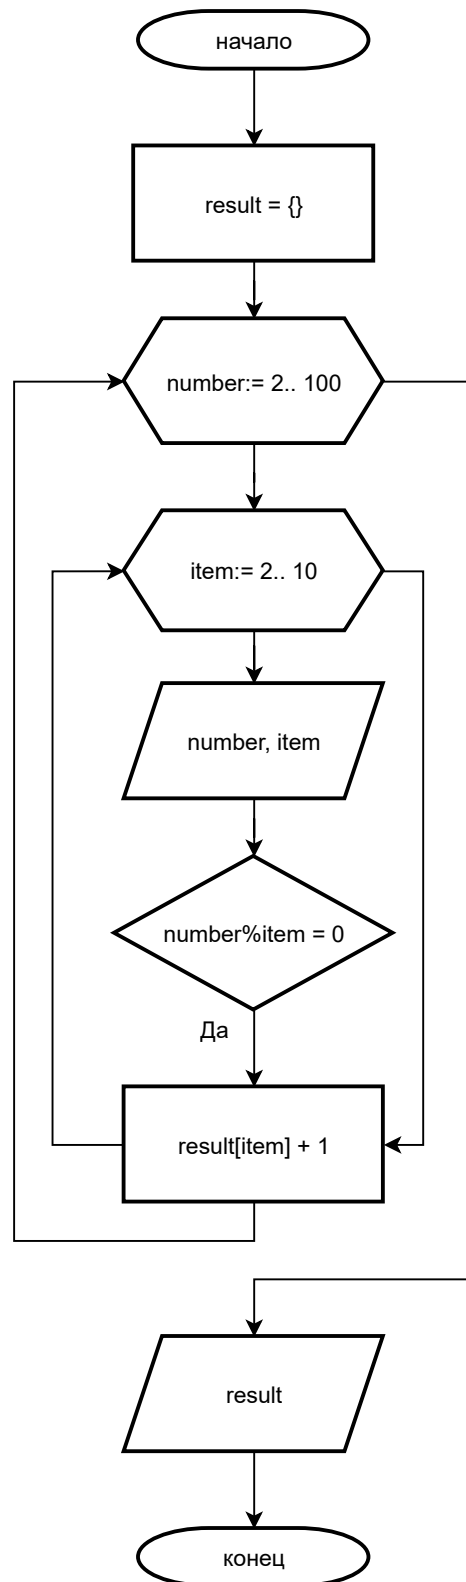 начало
result = {}
number:= 2.. 100
item:= 2.. 10
number, item
number%item = 0
Да
result[item] + 1
result
конец